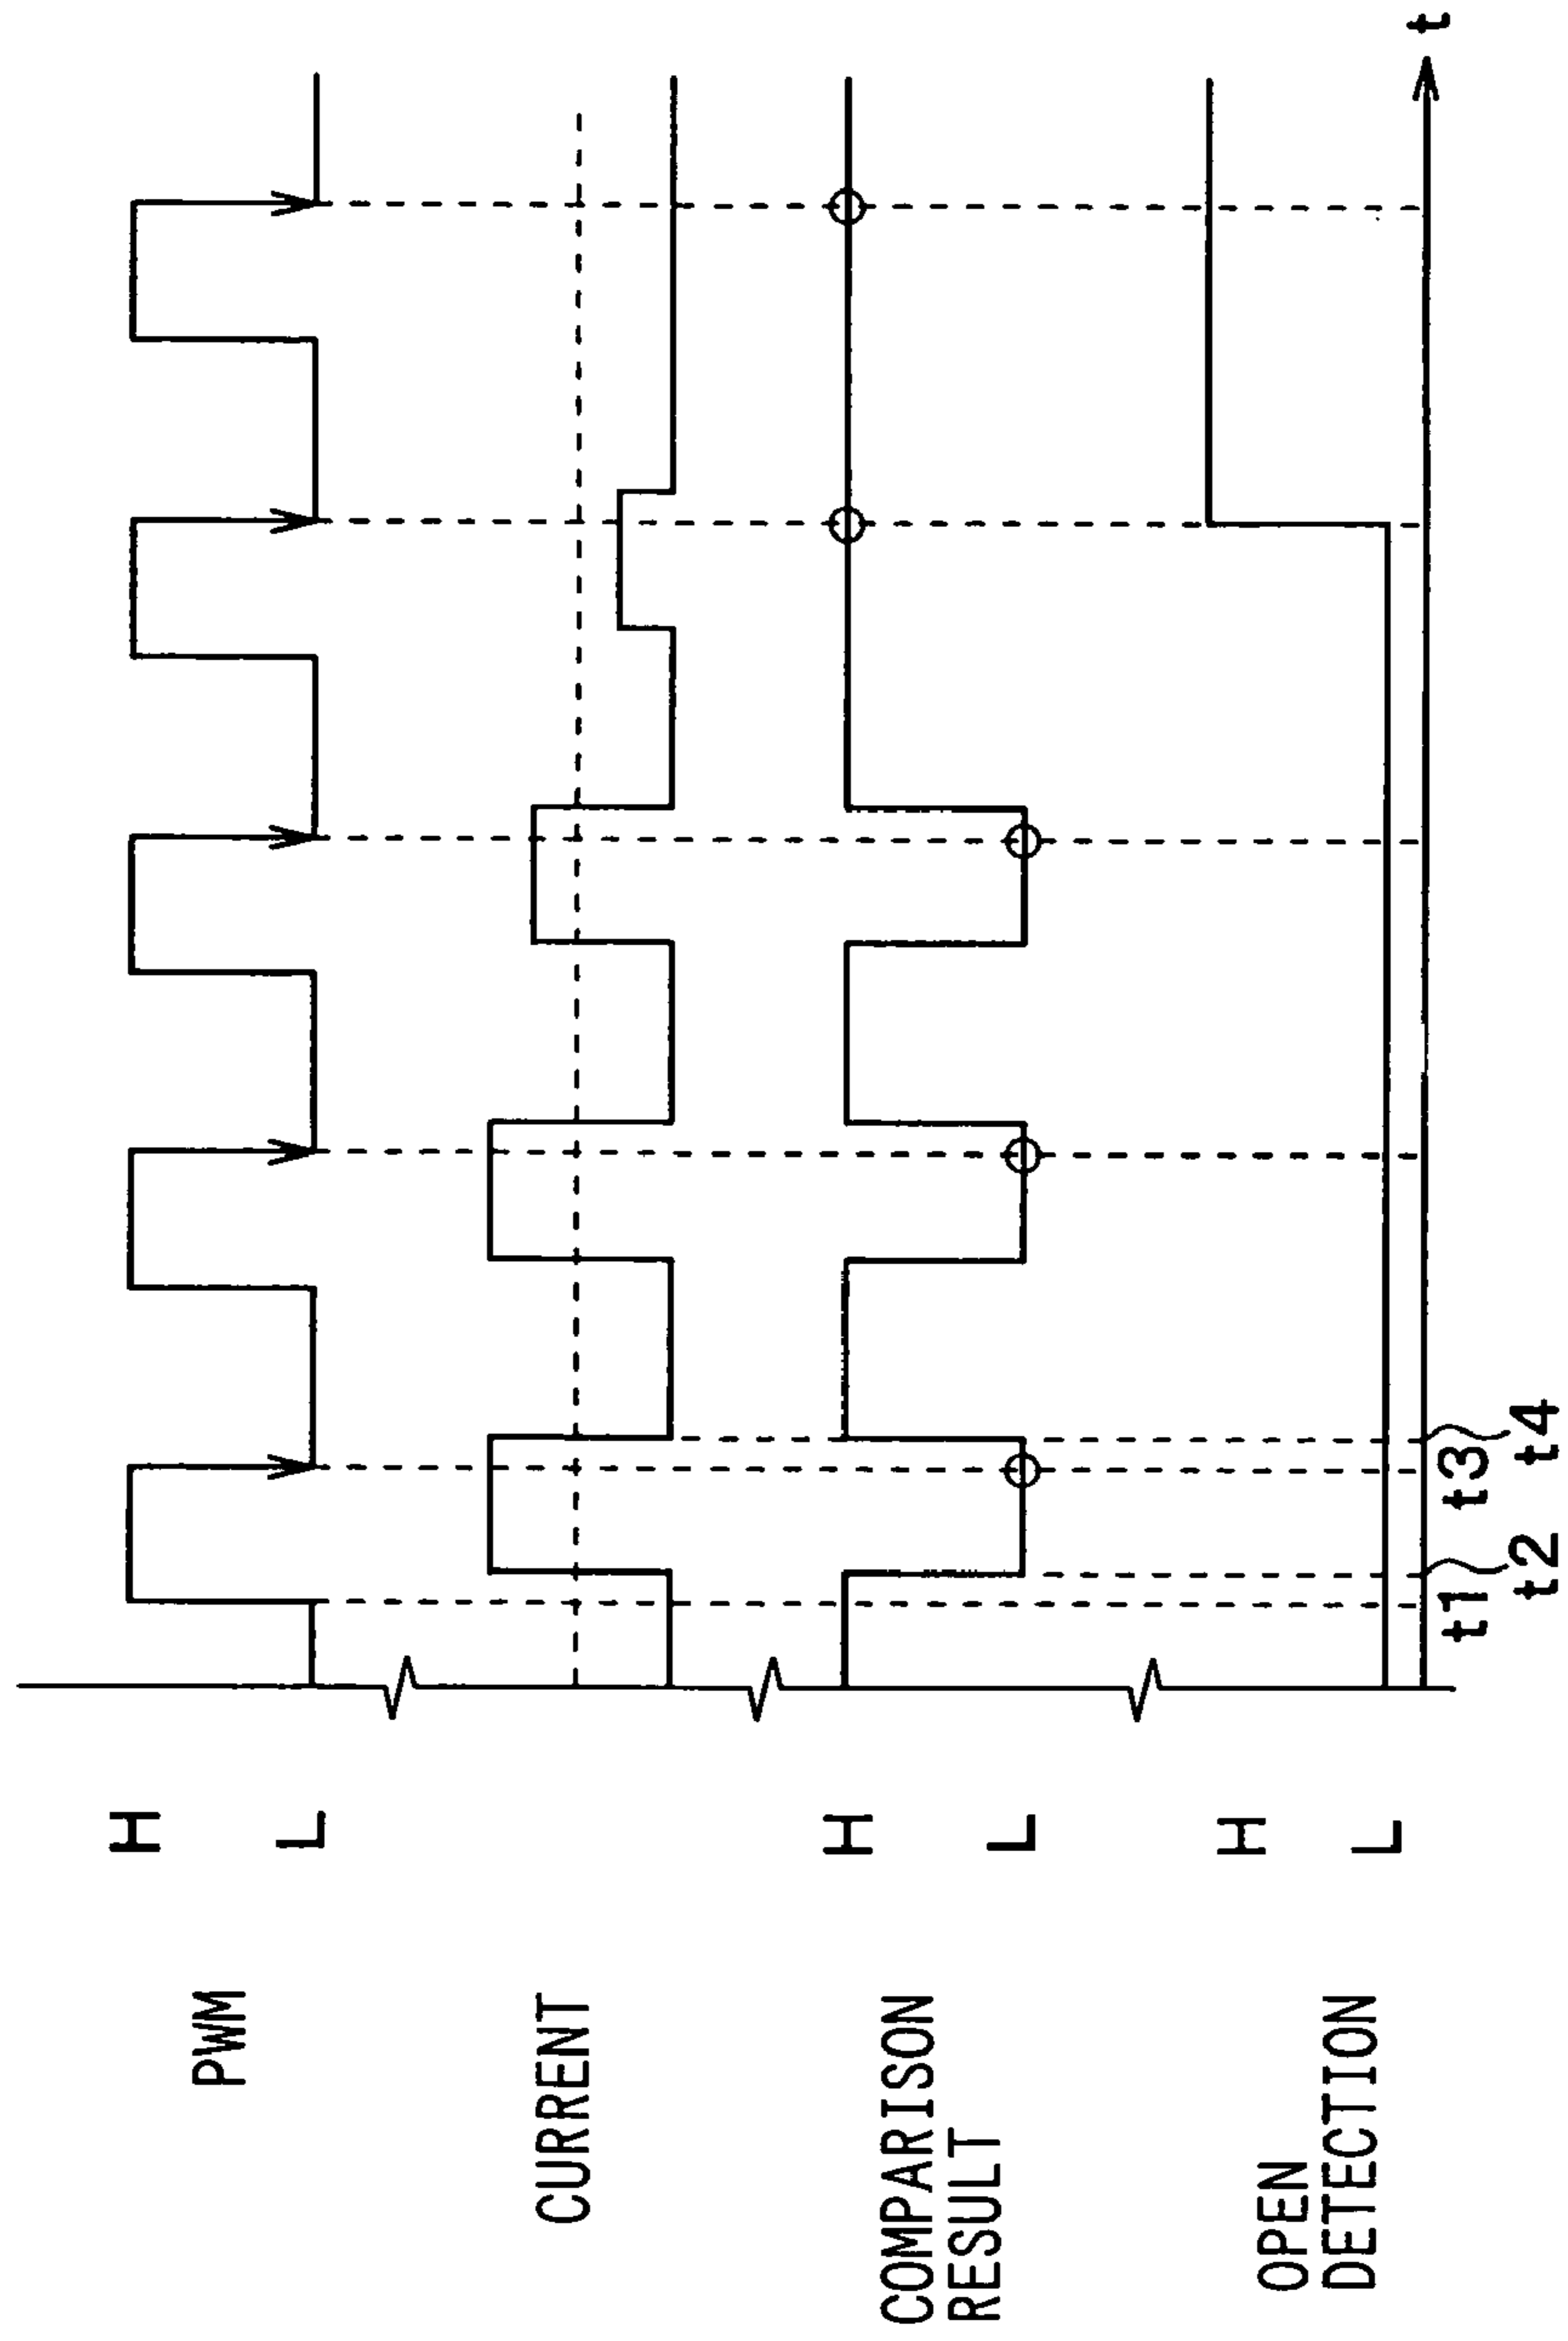 H
PWM
L
CURRENT
H
COMPARISON
RESULT
L
H
OPEN
DETECTION
L
t1
t2
t3
t4
t